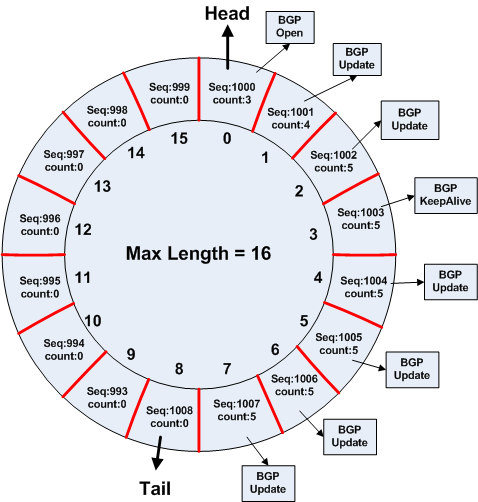 Head
BGP
Open
BGP
Update
BGP
Update
BGP
KeepAlive
BGP
Update
BGP
Update
BGP
Update
BGP
Update
Seq:1000
count:3
0
Seq:1001
count:4
1
Seq:1002
count:5
2
Seq:1003
count:5
3
Seq:1004
count:5
4
Seq:1005
count:5
5
Seq:1006
count:5
6
Seq:1007
count:5
7
Seq:1008
count:0
8
Seq:993
count:0
9
Seq:994
count:0
10
Seq:995
count:0
11
Seq:996
count:0
12
Seq:997
count:0
13
Seq:998
count:0
14
Seq:999
count:0
15
Max Length = 16
Tail